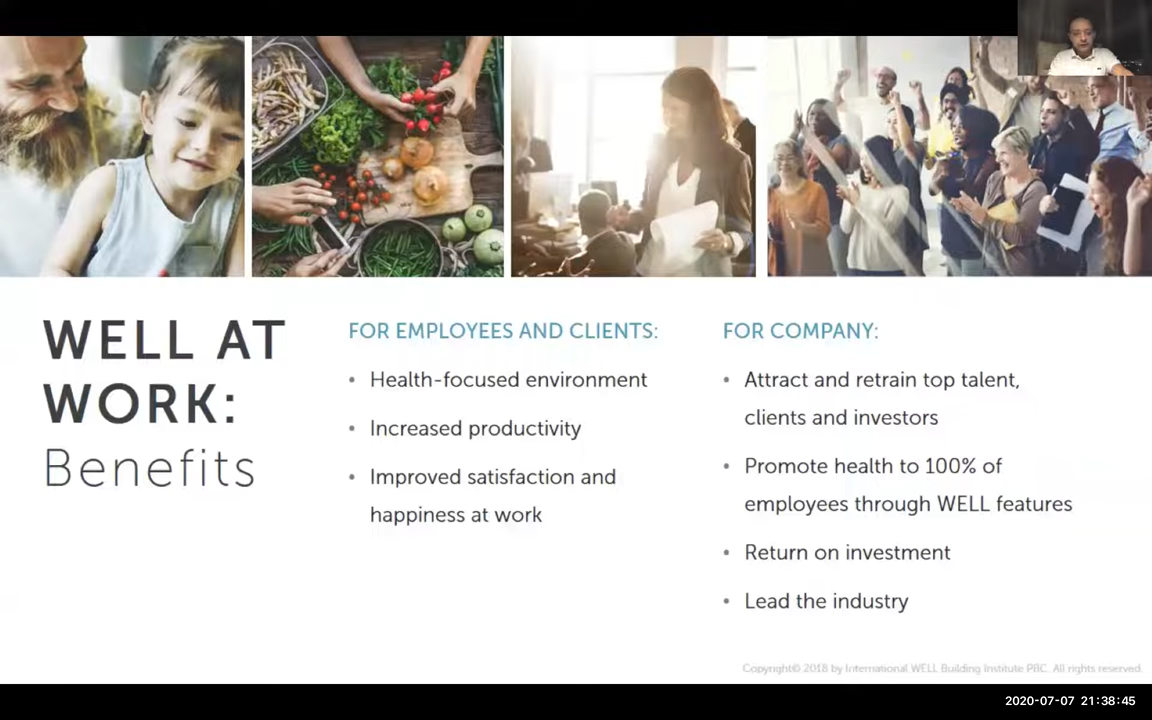 WELL AT
WORK:
Benefits
FOR EMPLOYEES AND CLIENTS:
• Health-focused environment
• Increased productivity
• Improved satisfaction and
happiness at work
FOR COMPANY:
• Attract and retrain top talent,
clients and investors
• Promote health to 100% of
employees through WELL features
• Return on investment
• Lead the industry
Copyright© 2018 by International WELL Building Institute PBC. All rights reserved.
2020-07-07 21:38:45